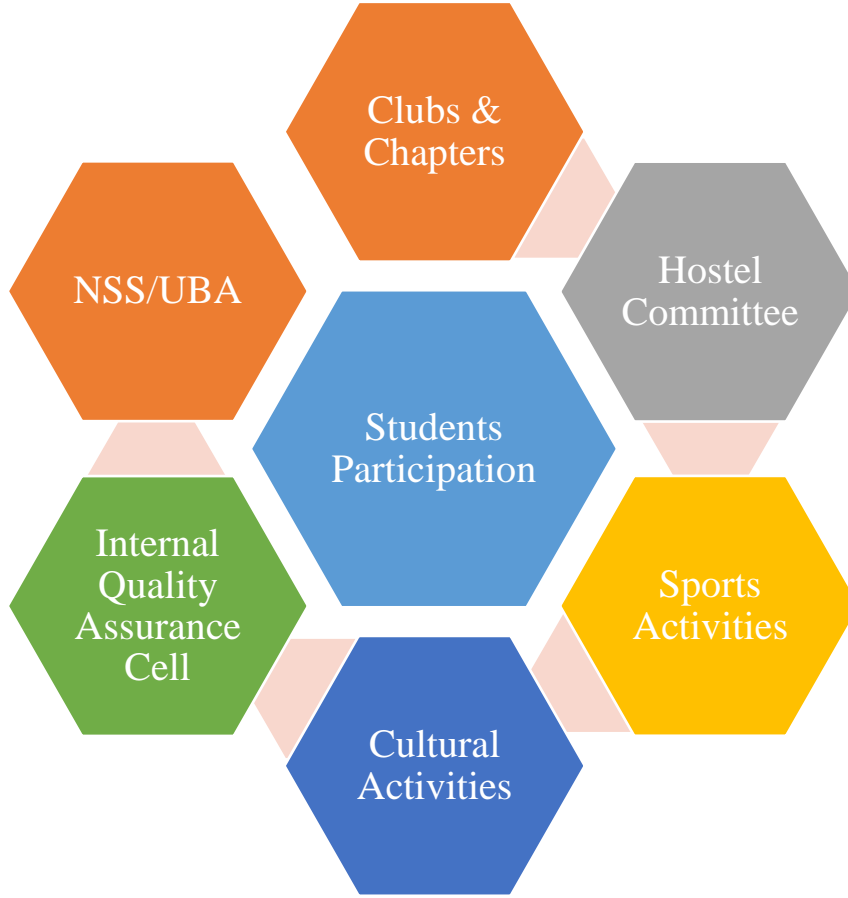 Clubs &
Chapters
NSS/UBA
Hostel
Committee
Students
Participation
Internal
Quality
Assurance
Cell
Sports
Activities
Cultural
Activities